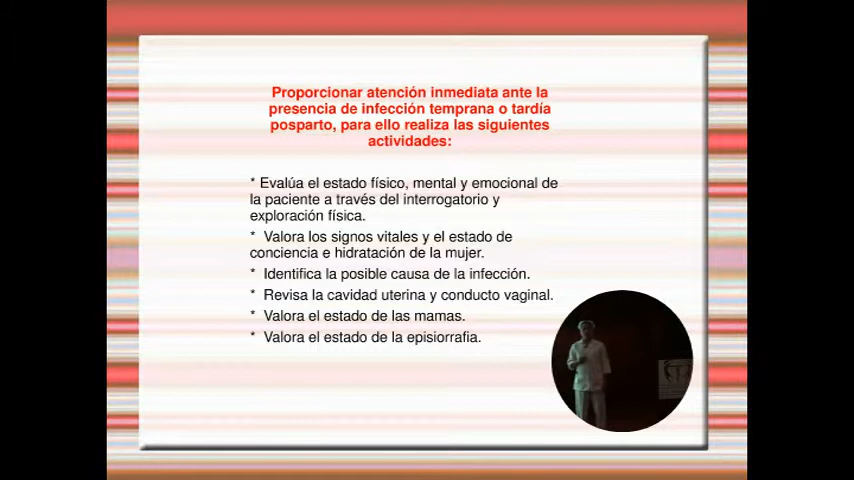 Proporcionar atención inmediata ante la
presencia de infección temprana o tardía
posparto, para ello realiza las siguientes
actividades:
* Evalúa el estado físico, mental y emocional de
la paciente a través del interrogatorio y
exploración física.
* Valora los signos vitales y el estado de
conciencia e hidratación de la mujer.
* Identifica la posible causa de la infección.
* Revisa la cavidad uterina y conducto vaginal.
* Valora el estado de las mamas.
* Valora el estado de la episiorrafia.